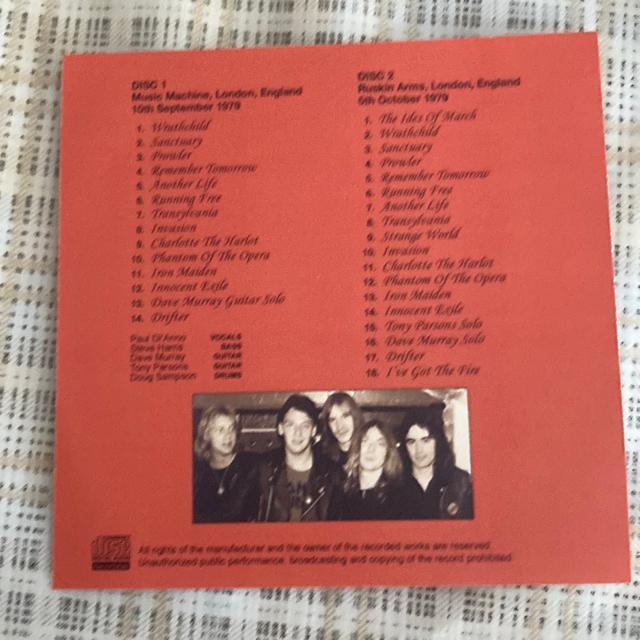 DISC 1
Music Machine, London, England
10th September 1979
1. Wrathchild
2. Sanctuary
3. Prowler
4. Remember Tomorrow
5. Another Life
6. Running Free
7. Transylvania
8. Invasion
9. Charlotte The Harlot
10. Phantom Of The Opera
11. Iron Maiden
12. Innocent Exile
13. Dave Murray Guitar Solo
14. Drifter
Paul Di'Anno VOCALS
Steve Harris BASS
Dave Murray GUITAR
Tony Parsons GUITAR
Doug Sampson DRUMS
DISC 2
Ruskin Arms, London, England
5th October 1979
1. The Ides Of March
2. Wrathchild
3. Sanctuary
4. Prowler
5. Remember Tomorrow
6. Running Free
7. Another Life
8. Transylvania
9. Strange World
10. Invasion
11. Charlotte The Harlot
12. Phantom Of The Opera
13. Iron Maiden
14. Innocent Exile
15. Tony Parsons Solo
16. Dave Murray Solo
17. Drifter
18. I've Got The Fire
All rights of the manufacturer and the owner of the recorded works are reserved.
Unauthorized public performance, broadcasting and copying of the record prohibited.